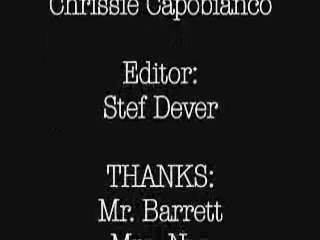 Chrissie Capobianco
Editor:
Stef Dever
THANKS:
Mr. Barrett